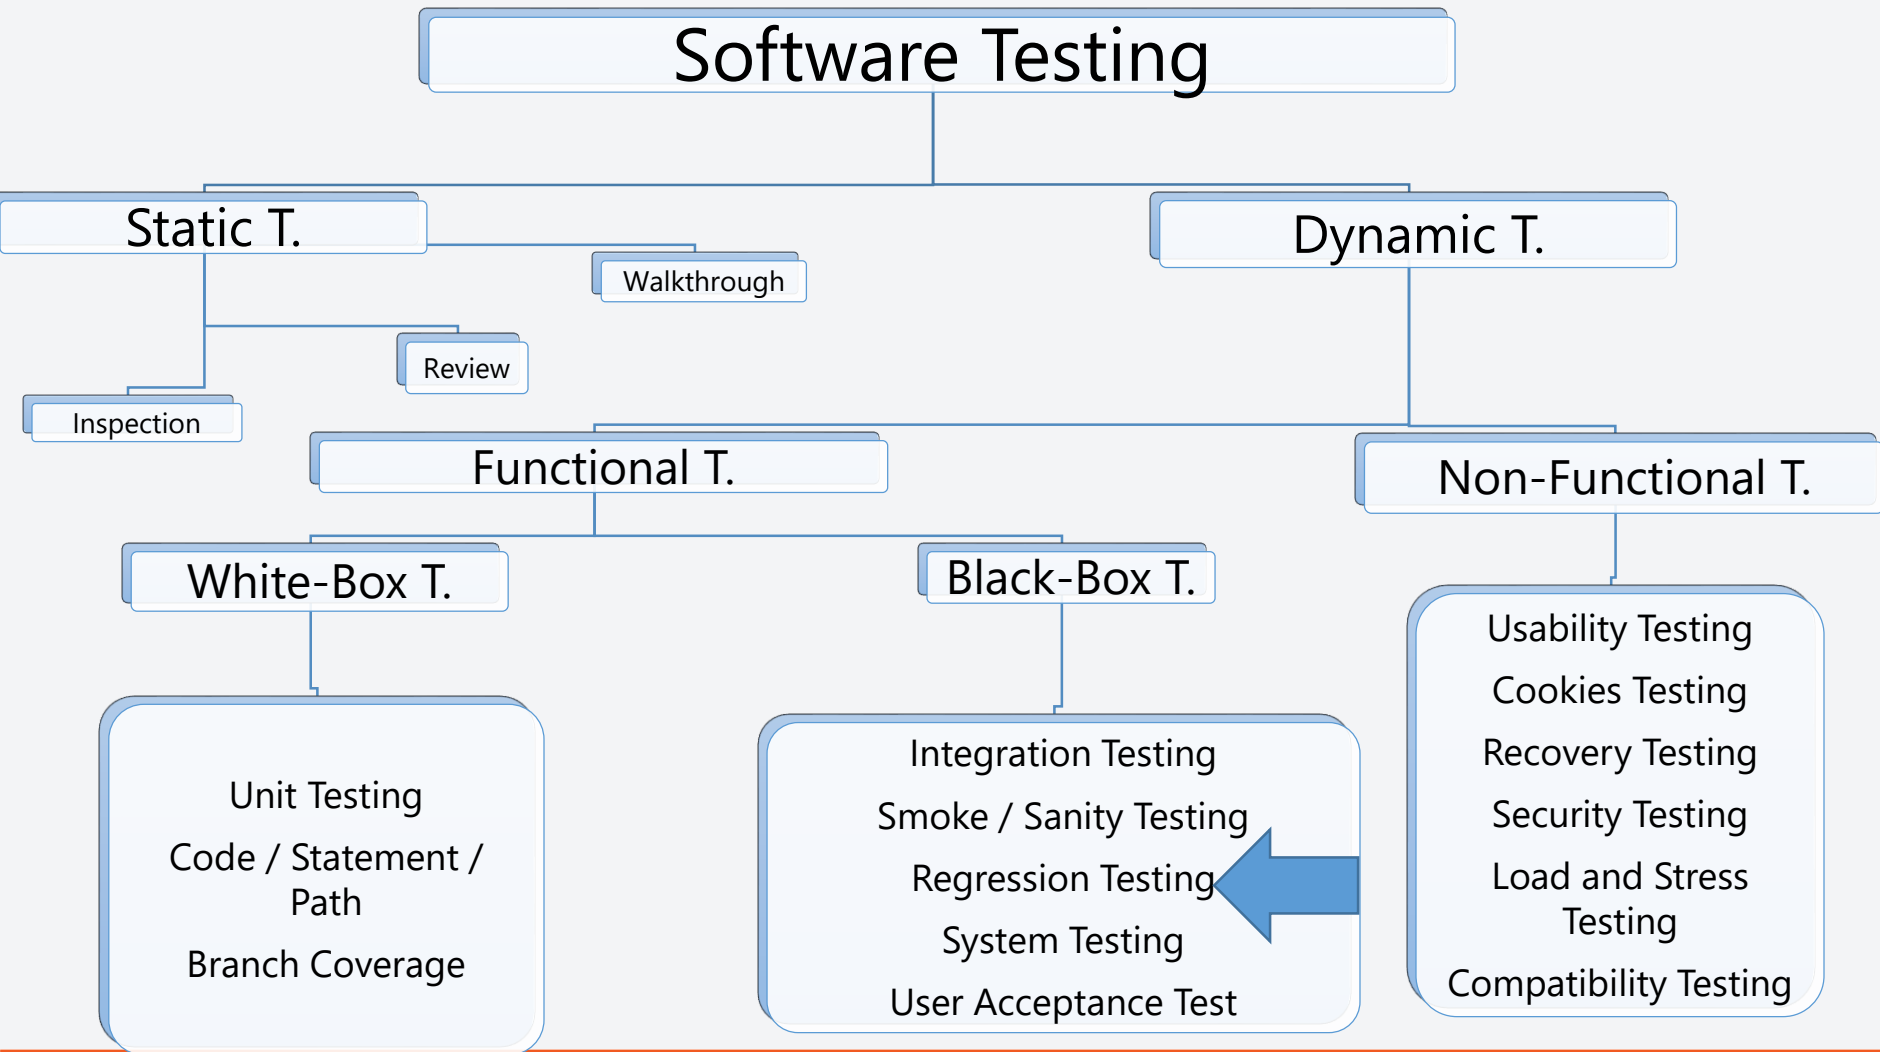 Software Testing
Static T.
Dynamic T.
Walkthrough
Review
Inspection
Functional T.
Non-Functional T.
White-Box T.
Black-Box T.
Unit Testing
Code / Statement /
Path
Branch Coverage
Integration Testing
Smoke / Sanity Testing
Regression Testing
System Testing
User Acceptance Test
Usability Testing
Cookies Testing
Recovery Testing
Security Testing
Load and Stress
Testing
Compatibility Testing